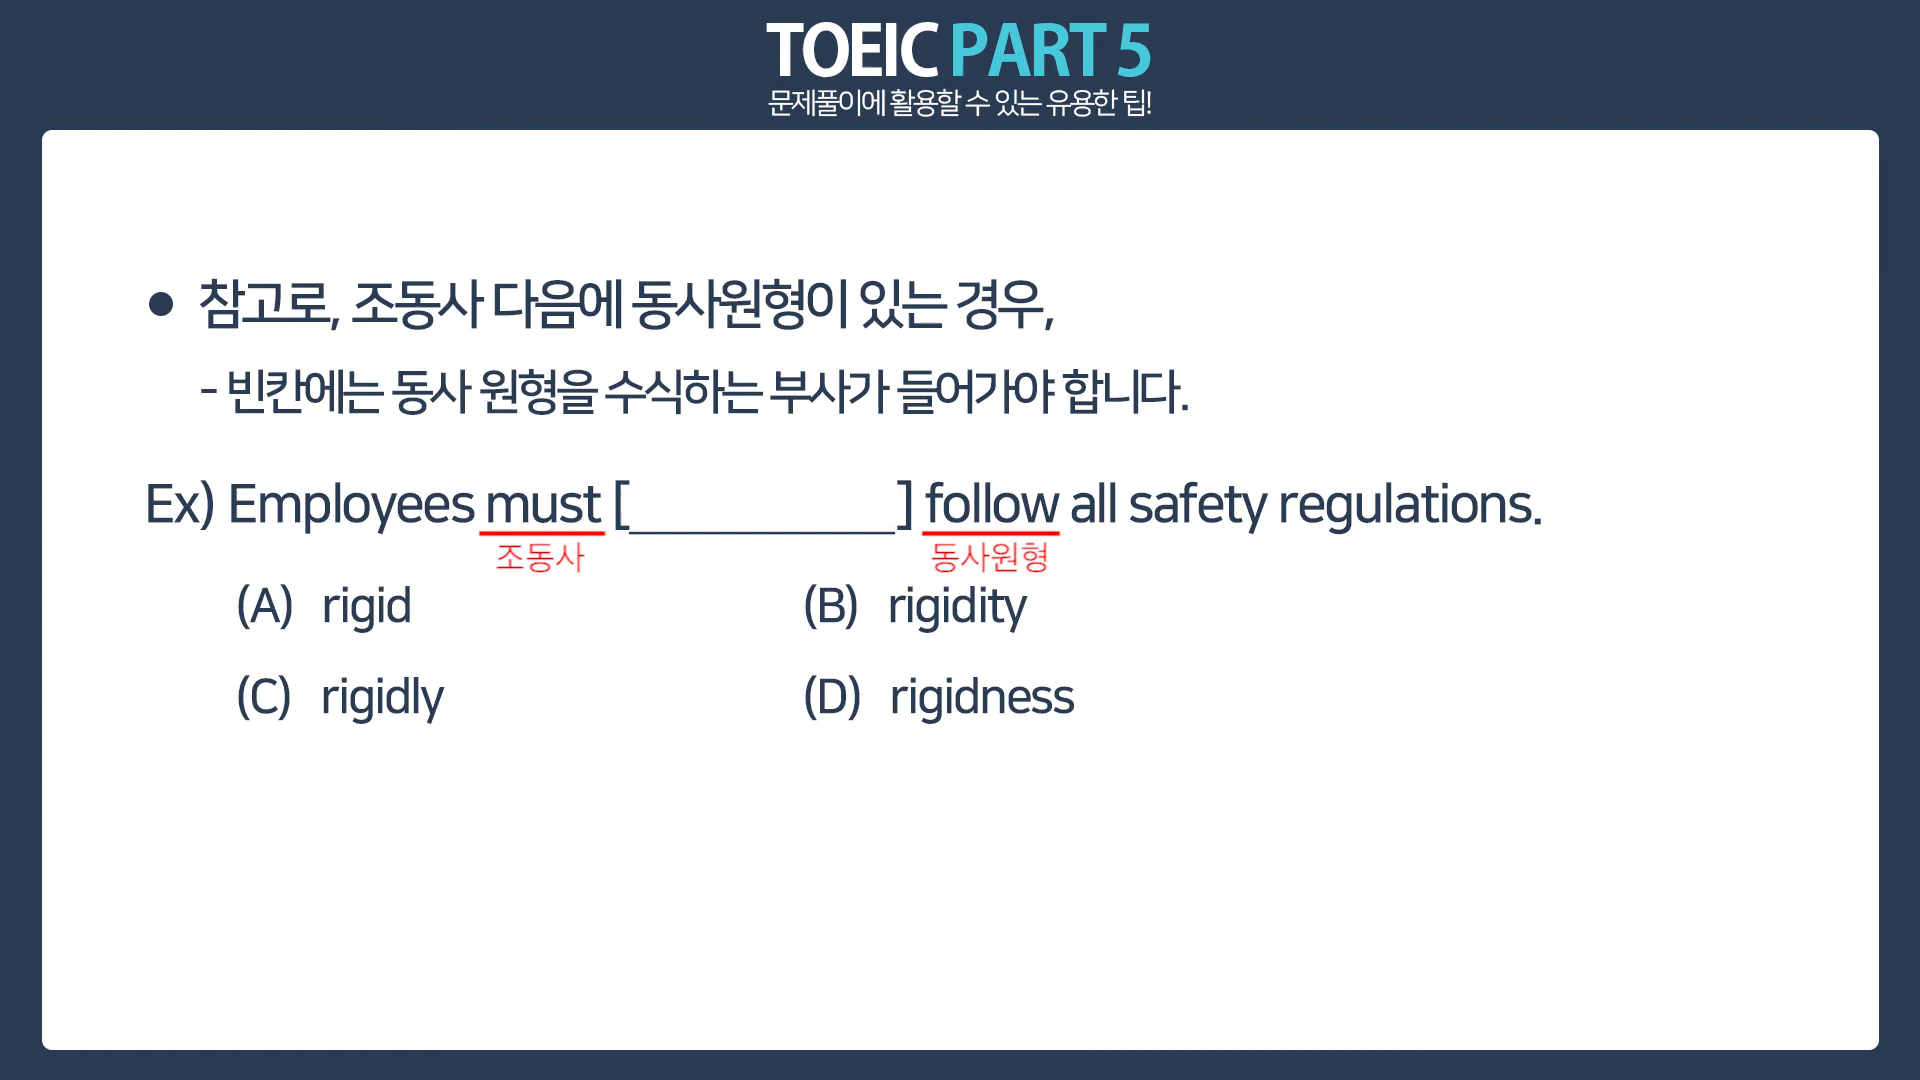 TOEIC PART 5
문제풀이에 활용할 수 있는 유용한 팁!
● 참고로, 조동사 다음에 동사원형이 있는 경우,
- 빈칸에는 동사 원형을 수식하는 부사가 들어가야 합니다.
Ex) Employees must [__________] follow all safety regulations.
조동사 동사원형
(A) rigid (B) rigidity
(C) rigidly (D) rigidness